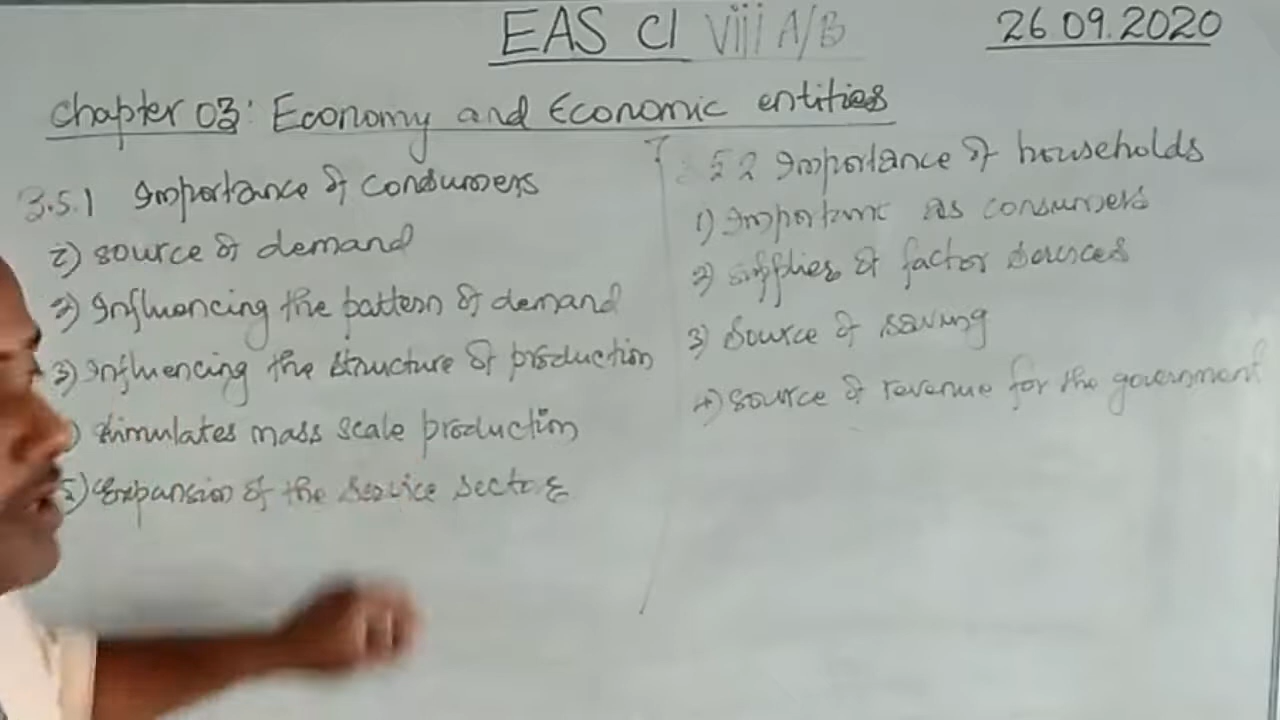 EAS Cl viii A/B
26 09.2020
Chapter 03: Economy and Economic entities
3.5.1 Importance of Consumers
source of demand
2) Influencing the pattern of demand
3) Influencing the structure of production
) stimulates mass scale production
5) Expansion of the service sector
5 2 Importance of households
1) Important as consumers
2) supplier of factor services
3) Source of saving
4) source of revenue for the government